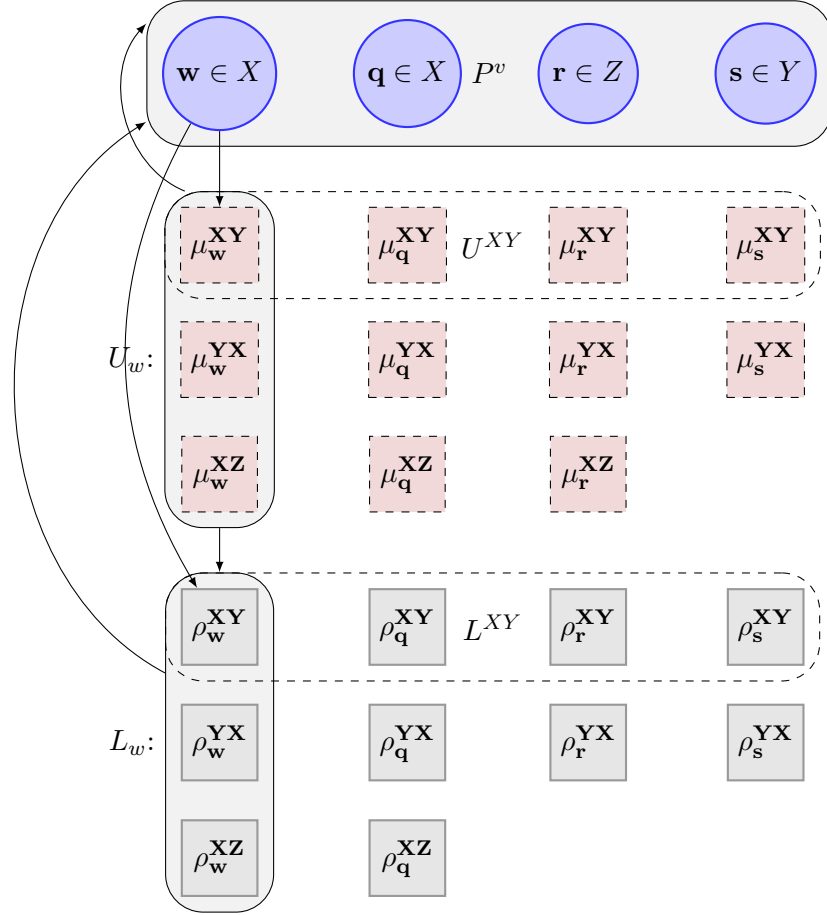 w ∈ X q ∈ X P^v r ∈ Z s ∈ Y
μ_w^XY μ_q^XY U^XY μ_r^XY μ_s^XY
U_w: μ_w^YX μ_q^YX μ_r^YX μ_s^YX
μ_w^XZ μ_q^XZ μ_r^XZ
ρ_w^XY ρ_q^XY L^XY ρ_r^XY ρ_s^XY
L_w: ρ_w^YX ρ_q^YX ρ_r^YX ρ_s^YX
ρ_w^XZ ρ_q^XZ